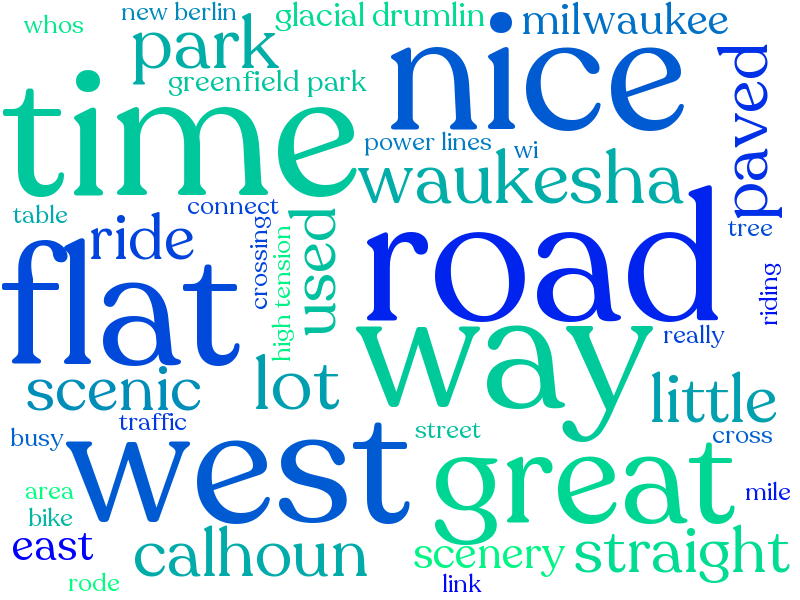 whos
new berlin
glacial drumlin
milwaukee
park
nice
paved
greenfield park
time
power lines
wi
waukesha
table
connect
used
road
tree
ride
crossing
high tension
riding
flat
way
really
scenic
lot
little
traffic
busy
west
street
cross
great
area
mile
bike
east
calhoun
scenery
straight
rode
link